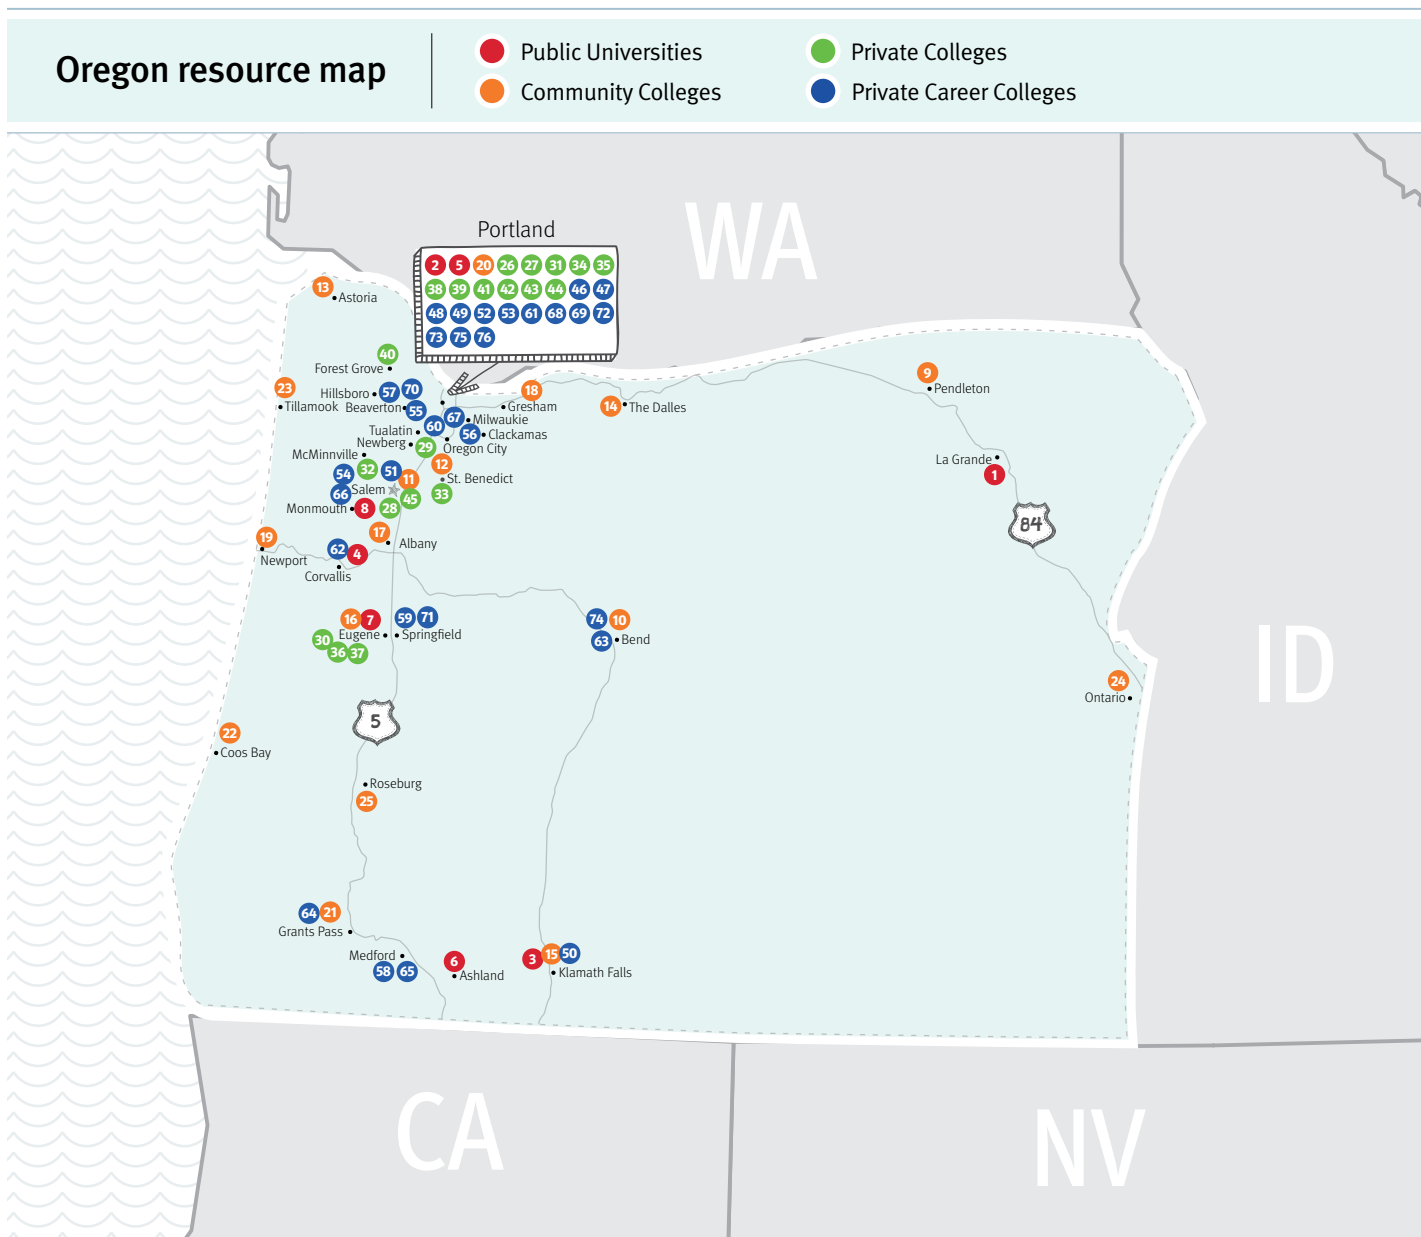 Oregon resource map
Public Universities
Community Colleges
Private Colleges
Private Career Colleges
WA
Portland
2 5 20 26 27 31 34 35
38 39 41 42 43 44 46 47
48 49 52 53 61 68 69 72
73 75 76
13
Astoria
40
Forest Grove
23
Tillamook
Hillsboro
57 70
Beaverton
55
18
Gresham
14
The Dalles
9
Pendleton
67
Milwaukie
60
Tualatin
56
Clackamas
Newberg
29
Oregon City
McMinnville
12
54 32 51 11
St. Benedict
La Grande
1
66
Salem
45
33
Monmouth
8 28
84
19
Newport
17
Albany
62 4
Corvallis
16 7
59 71
Eugene
Springfield
30
36 37
74 10
63
Bend
ID
24
Ontario
5
22
Coos Bay
Roseburg
25
64 21
Grants Pass
Medford
58 65
6
Ashland
3 15 50
Klamath Falls
CA
NV